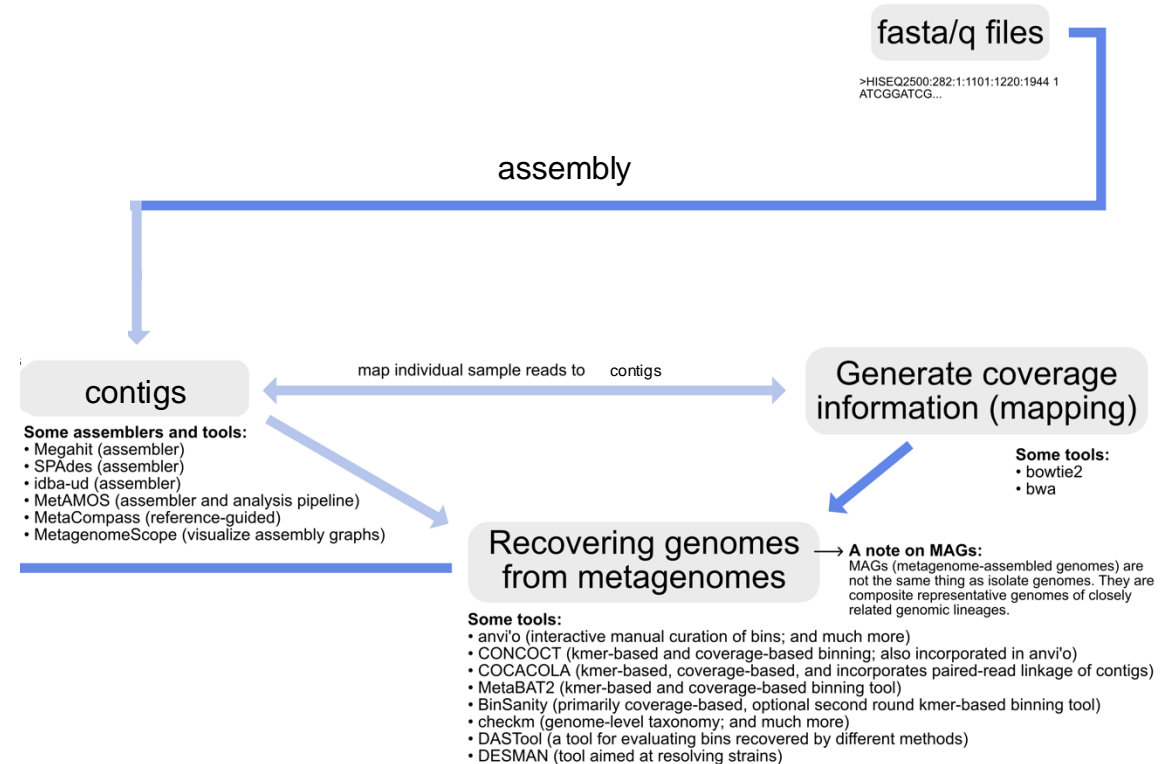 fasta/q files
>HISEQ2500:282:1:1101:1220:1944 1
ATCGGATCG...
assembly
contigs
map individual sample reads to contigs
Generate coverage
information (mapping)
Some assemblers and tools:
• Megahit (assembler)
• SPAdes (assembler)
• idba-ud (assembler)
• MetAMOS (assembler and analysis pipeline)
• MetaCompass (reference-guided)
• MetagenomeScope (visualize assembly graphs)
Some tools:
• bowtie2
• bwa
Recovering genomes
from metagenomes
A note on MAGs:
MAGs (metagenome-assembled genomes) are
not the same thing as isolate genomes. They are
composite representative genomes of closely
related genomic lineages.
Some tools:
• anvi'o (interactive manual curation of bins; and much more)
• CONCOCT (kmer-based and coverage-based binning; also incorporated in anvi'o)
• COCACOLA (kmer-based, coverage-based, and incorporates paired-read linkage of contigs)
• MetaBAT2 (kmer-based and coverage-based binning tool)
• BinSanity (primarily coverage-based, optional second round kmer-based binning tool)
• checkm (genome-level taxonomy; and much more)
• DASTool (a tool for evaluating bins recovered by different methods)
• DESMAN (tool aimed at resolving strains)